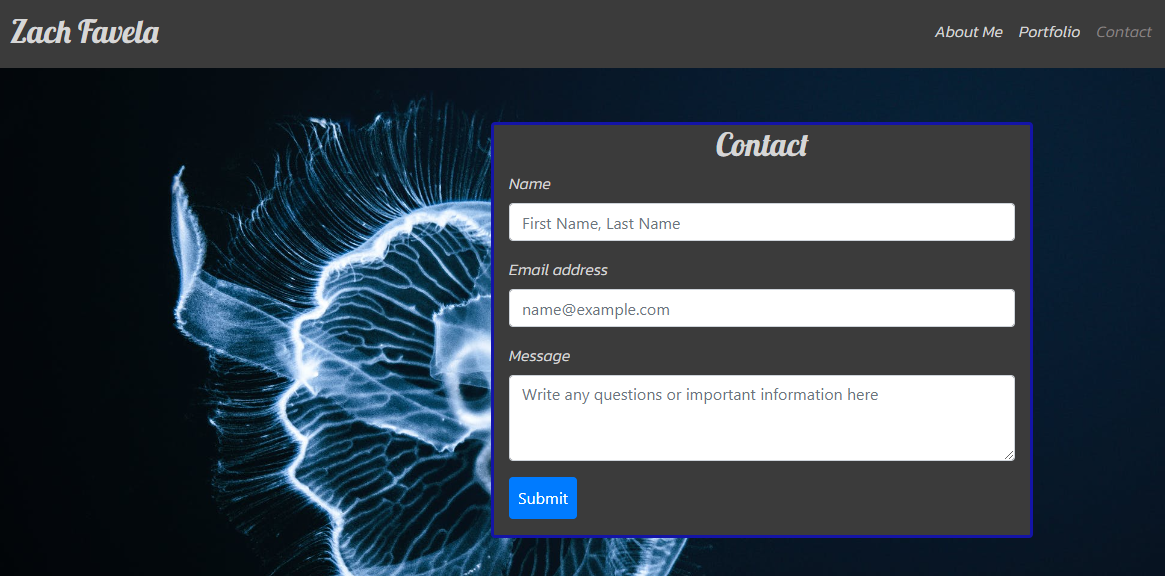 Zach Favela
About Me Portfolio Contact
Contact
Name
First Name, Last Name
Email address
name@example.com
Message
Write any questions or important information here
Submit